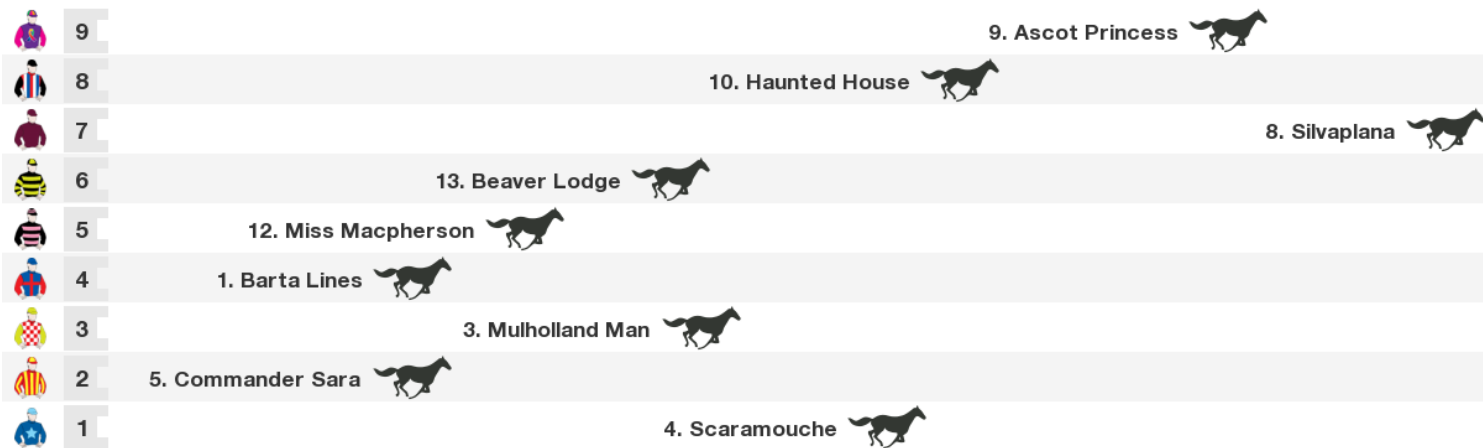 9 9. Ascot Princess
8 10. Haunted House
7 8. Silvaplana
6 13. Beaver Lodge
5 12. Miss Macpherson
4 1. Barta Lines
3 3. Mulholland Man
2 5. Commander Sara
1 4. Scaramouche